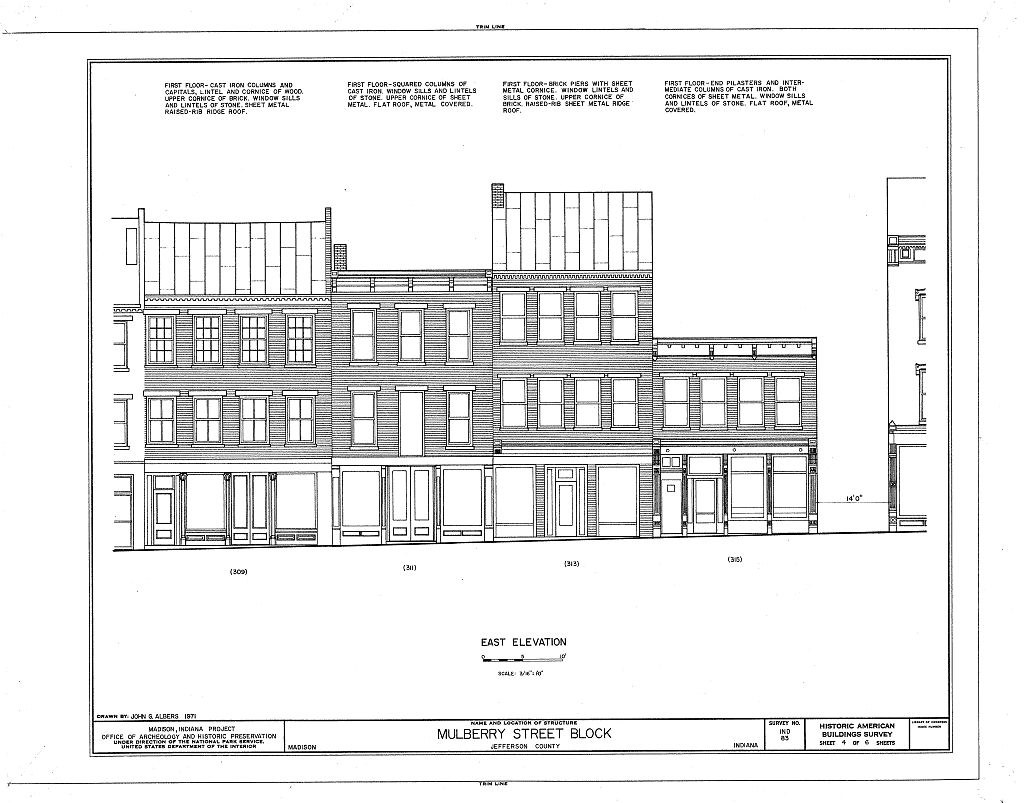 TRIM LINE
FIRST FLOOR-CAST IRON COLUMNS AND
CAPITALS, LINTEL AND CORNICE OF WOOD.
UPPER CORNICE OF BRICK. WINDOW SILLS
AND LINTELS OF STONE. SHEET METAL
RAISED-RIB RIDGE ROOF.
FIRST FLOOR-SQUARED COLUMNS OF
CAST IRON. WINDOW SILLS AND LINTELS
OF STONE. UPPER CORNICE OF SHEET
METAL. FLAT ROOF, METAL COVERED.
FIRST FLOOR-BRICK PIERS WITH SHEET
METAL CORNICE. WINDOW LINTELS AND
SILLS OF STONE. UPPER CORNICE OF
BRICK. RAISED-RIB SHEET METAL RIDGE
ROOF.
FIRST FLOOR-END PILASTERS AND INTER-
MEDIATE COLUMNS OF CAST IRON. BOTH
CORNICES OF SHEET METAL. WINDOW SILLS
AND LINTELS OF STONE. FLAT ROOF, METAL
COVERED.
14'0"
(309)
(311)
(313)
(315)
EAST ELEVATION
0 5 10'
SCALE: 3/16"=1'0"
DRAWN BY: JOHN G. ALBERS 1971
MADISON, INDIANA PROJECT
OFFICE OF ARCHEOLOGY AND HISTORIC PRESERVATION
UNDER DIRECTION OF THE NATIONAL PARK SERVICE,
UNITED STATES DEPARTMENT OF THE INTERIOR
MADISON
NAME AND LOCATION OF STRUCTURE
MULBERRY STREET BLOCK
JEFFERSON COUNTY
INDIANA
SURVEY NO.
IND
83
HISTORIC AMERICAN
BUILDINGS SURVEY
SHEET 4 OF 6 SHEETS
LIBRARY OF CONGRESS
INDEX NUMBER
TRIM LINE